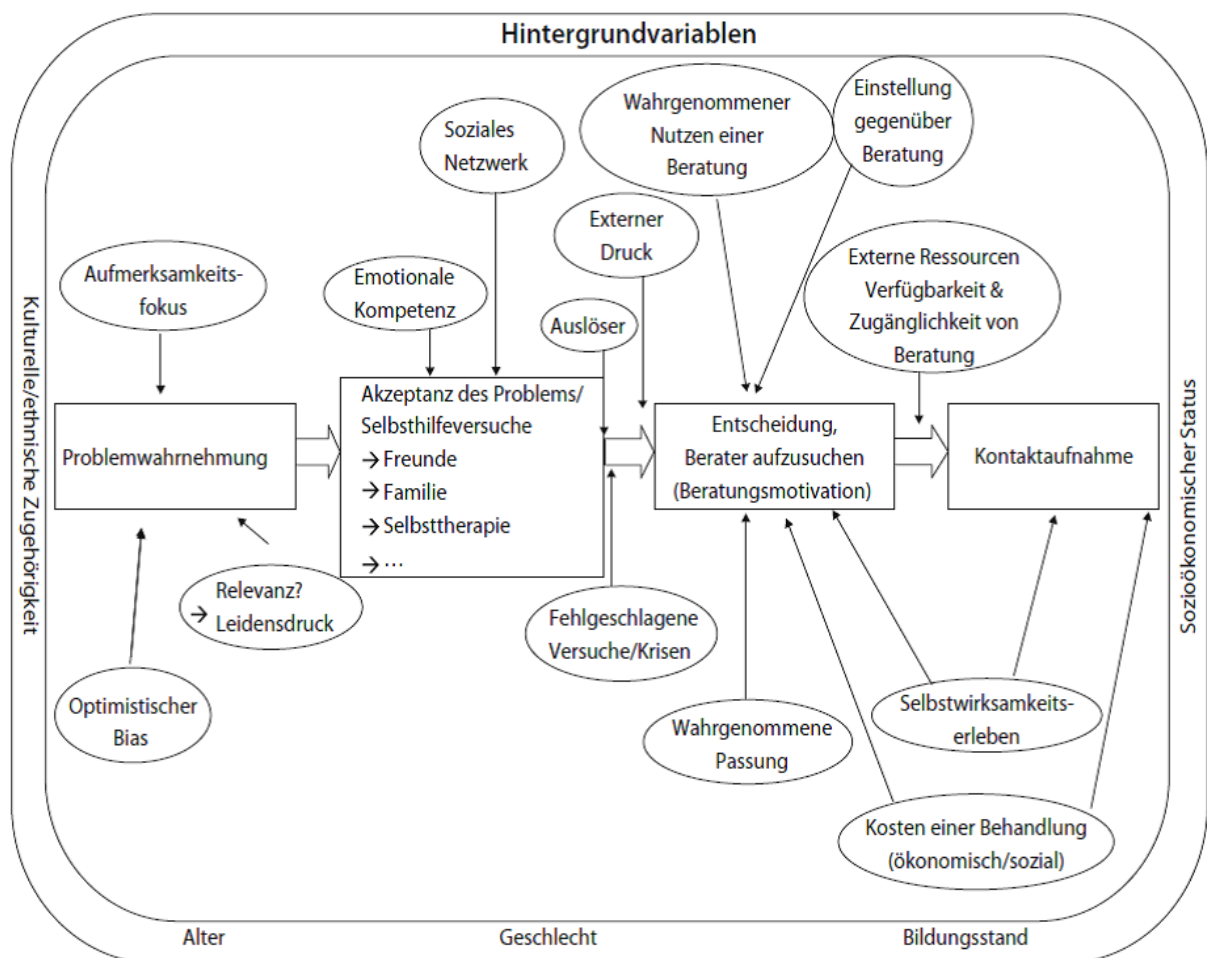 Hintergrundvariablen
Kulturelle/ethnische Zugehörigkeit
Sozioökonomischer Status
Soziales
Netzwerk
Wahrgenommener
Nutzen einer
Beratung
Einstellung
gegenüber
Beratung
Externer
Druck
Aufmerksamkeits-
fokus
Emotionale
Kompetenz
Auslöser
Externe Ressourcen
Verfügbarkeit &
Zugänglichkeit von
Beratung
Problemwahrnehmung
Akzeptanz des Problems/
Selbsthilfeversuche
→ Freunde
→ Familie
→ Selbsttherapie
→ …
Entscheidung,
Berater aufzusuchen
(Beratungsmotivation)
Kontaktaufnahme
Relevanz?
→ Leidensdruck
Optimistischer
Bias
Fehlgeschlagene
Versuche/Krisen
Wahrgenommene
Passung
Selbstwirksamkeits-
erleben
Kosten einer Behandlung
(ökonomisch/sozial)
Alter
Geschlecht
Bildungsstand